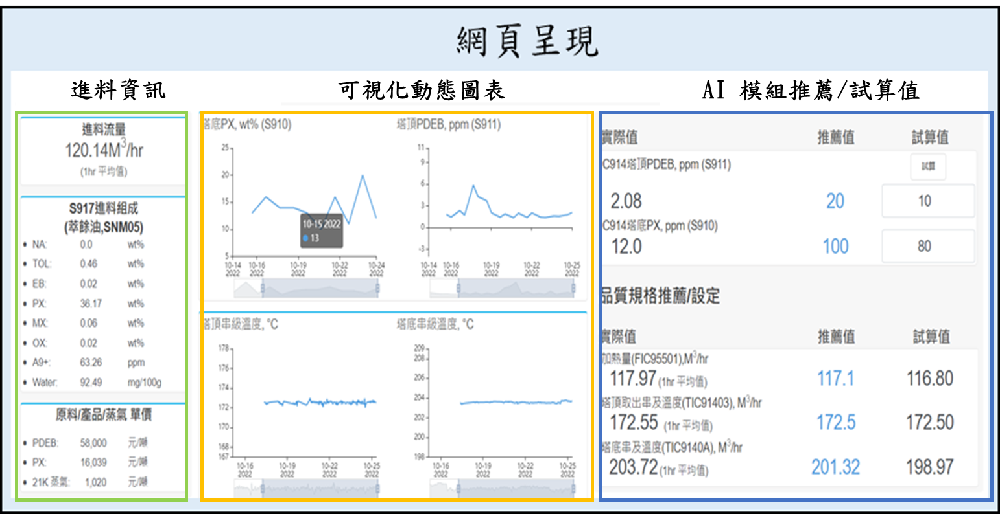 網頁呈現
進料資訊
可視化動態圖表
AI 模組推薦/試算值
進料流量
120.14M3/hr
(1hr 平均值)
S917進料組成
(萃餘油,SNM05)
NA: 0.0 wt%
TOL: 0.46 wt%
EB: 0.02 wt%
PX: 36.17 wt%
MX: 0.06 wt%
OX: 0.02 wt%
A9+: 63.26 ppm
Water: 92.49 mg/100g
原料/產品/蒸氣 單價
PDEB: 58,000 元/噸
PX: 16,039 元/噸
21K 蒸氣: 1,020 元/噸
塔底PX, wt% (S910)
25
20
15
10
5
10-15 2022
13
10-14 10-16 10-19 10-22 10-24
2022 2022 2022 2022 2022
塔頂PDEB, ppm (S911)
11
9
6
3
0
-3
10-14 10-16 10-19 10-22 10-25
2022 2022 2022 2022 2022
塔頂串級溫度, °C
178
176
174
172
170
168
167
10-16 10-19 10-22 10-25
2022 2022 2022 2022
塔底串級溫度, °C
209
208
206
204
202
200
198
10-16 10-19 10-22 10-25
2022 2022 2022 2022
實際值 推薦值 試算值
C914塔頂PDEB, ppm (S911) 試算
2.08 20 10
C914塔底PX, ppm (S910)
12.0 100 80
品質規格推薦/設定
實際值 推薦值 試算值
加熱量(FIC95501),M3/hr
117.97 (1hr 平均值) 117.1 116.80
塔頂取出串及溫度(TIC91403), M3/hr
172.55 (1hr 平均值) 172.5 172.50
塔底串及溫度(TIC9140A), M3/hr
203.72 (1hr 平均值) 201.32 198.97